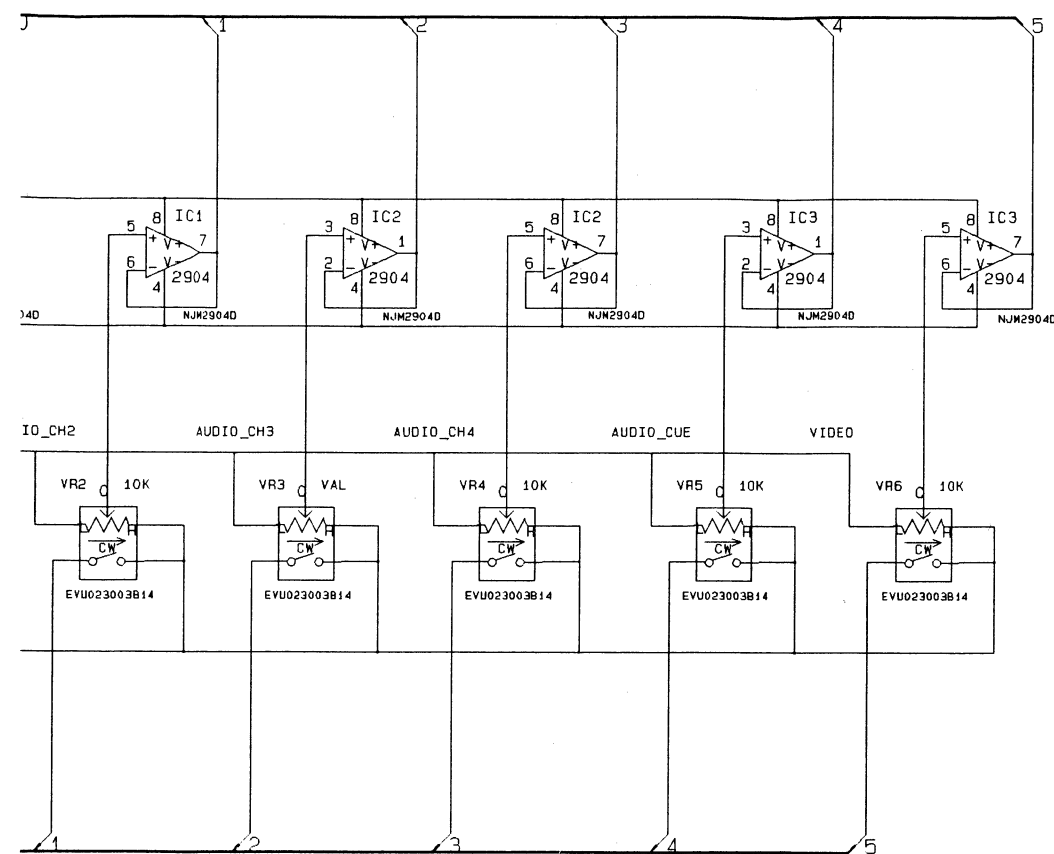 1 2 3 4 5
8 IC1 8 IC2 8 IC2 8 IC3 8 IC3
5 + V+ 7 3 + V+ 1 5 + V+ 7 3 + V+ 1 5 + V+ 7
6 − V− 2 − V− 6 − V− 2 − V− 6 − V−
4 2904 4 2904 4 2904 4 2904 4 2904
04D NJM2904D NJM2904D NJM2904D NJM2904D NJM2904D
IO_CH2 AUDIO_CH3 AUDIO_CH4 AUDIO_CUE VIDEO
VR2 C 10K VR3 C VAL VR4 C 10K VR5 C 10K VR6 C 10K
CW CW CW CW CW
EVU023003B14 EVU023003B14 EVU023003B14 EVU023003B14 EVU023003B14
1 2 3 4 5